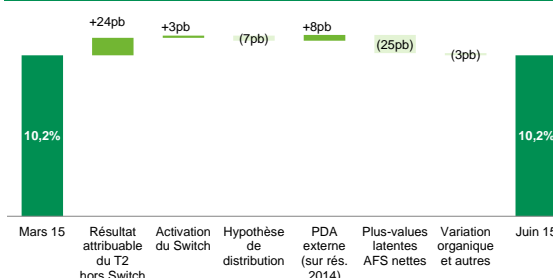 +24pb
+3pb
(7pb)
+8pb
(25pb)
(3pb)
10,2%
10,2%
Mars 15
Résultat
attribuable
du T2
hors Switch
Activation
du Switch
Hypothèse
de
distribution
PDA
externe
(sur rés.
2014)
Plus-values
latentes
AFS nettes
Variation
organique
et autres
Juin 15